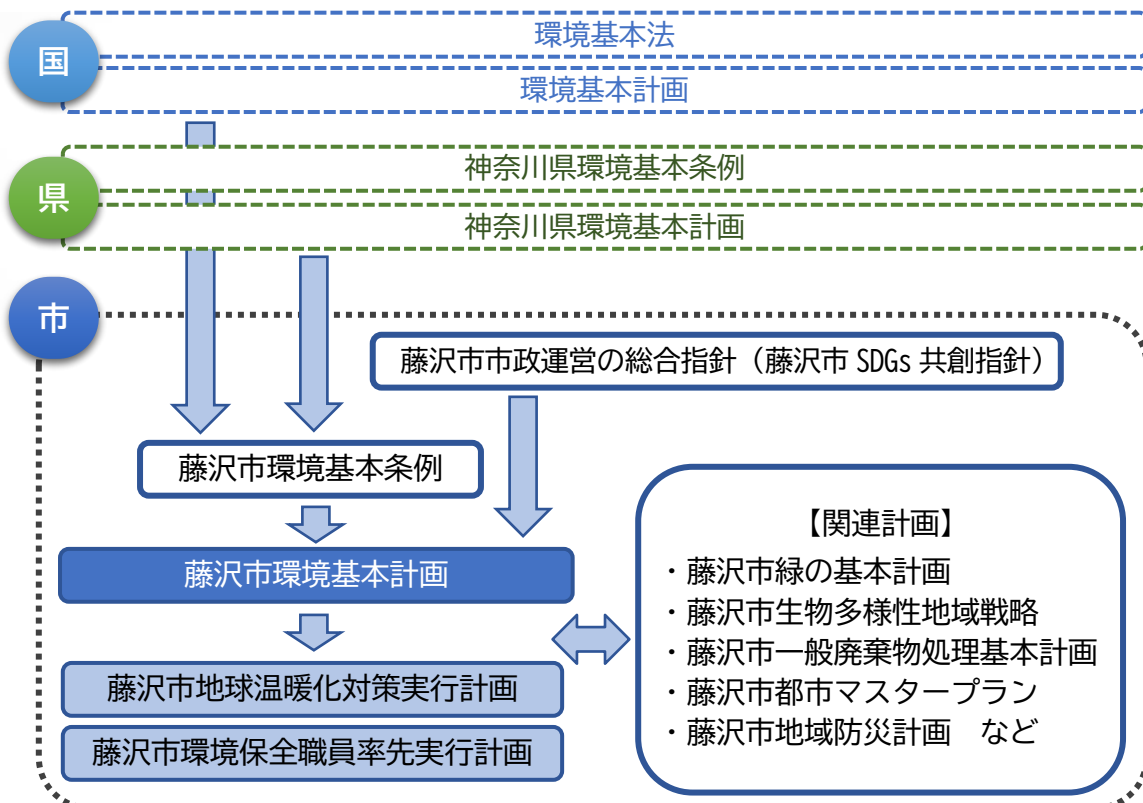 国
環境基本法
環境基本計画
県
神奈川県環境基本条例
神奈川県環境基本計画
市
藤沢市市政運営の総合指針（藤沢市 SDGs 共創指針）
藤沢市環境基本条例
藤沢市環境基本計画
藤沢市地球温暖化対策実行計画
藤沢市環境保全職員率先実行計画
【関連計画】
・藤沢市緑の基本計画
・藤沢市生物多様性地域戦略
・藤沢市一般廃棄物処理基本計画
・藤沢市都市マスタープラン
・藤沢市地域防災計画　など